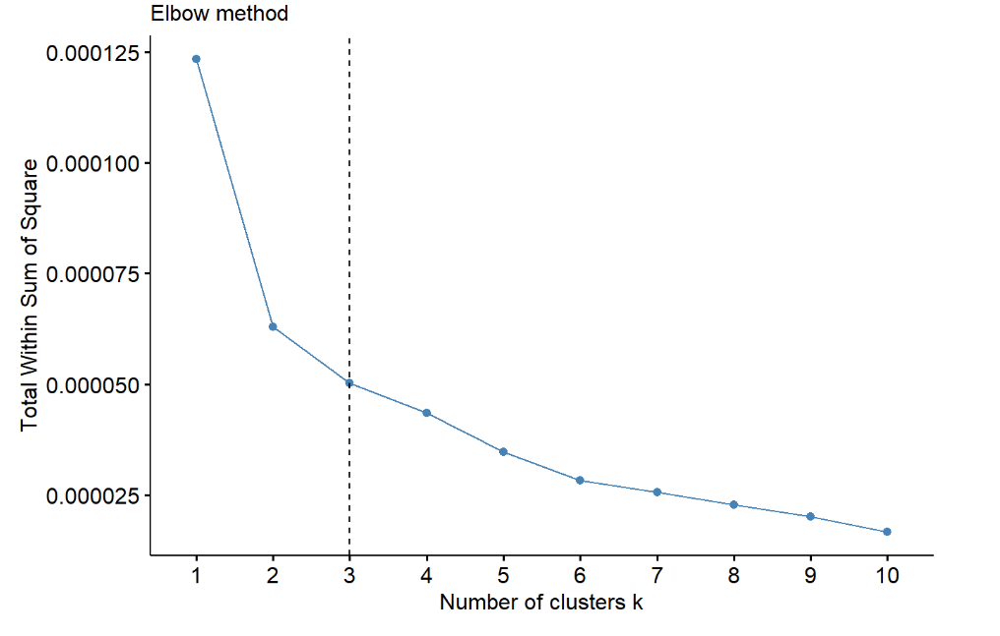 Elbow method
Total Within Sum of Square
0.000125
0.000100
0.000075
0.000050
0.000025
1 2 3 4 5 6 7 8 9 10
Number of clusters k